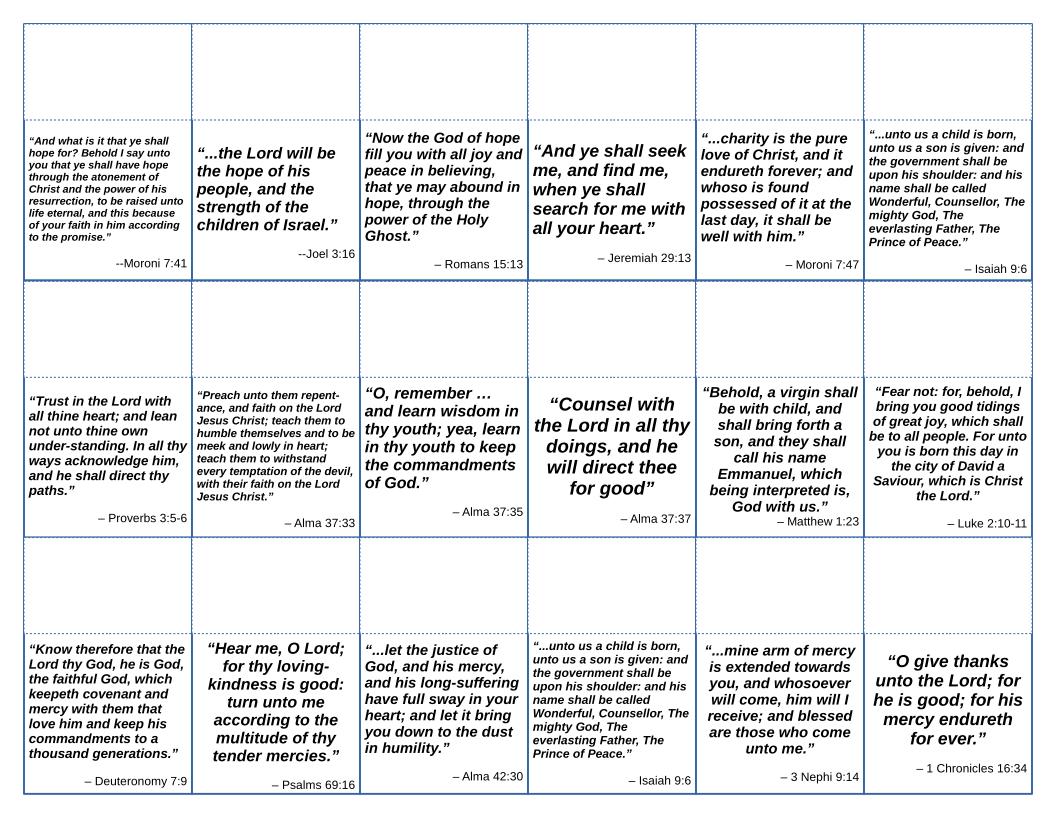 “And what is it that ye shall
hope for? Behold I say unto
you that ye shall have hope
through the atonement of
Christ and the power of his
resurrection, to be raised unto
life eternal, and this because
of your faith in him according
to the promise.”
--Moroni 7:41
“...the Lord will be
the hope of his
people, and the
strength of the
children of Israel.”
--Joel 3:16
“Now the God of hope
fill you with all joy and
peace in believing,
that ye may abound in
hope, through the
power of the Holy
Ghost.”
– Romans 15:13
“And ye shall seek
me, and find me,
when ye shall
search for me with
all your heart.”
– Jeremiah 29:13
“...charity is the pure
love of Christ, and it
endureth forever; and
whoso is found
possessed of it at the
last day, it shall be
well with him.”
– Moroni 7:47
“...unto us a child is born,
unto us a son is given: and
the government shall be
upon his shoulder: and his
name shall be called
Wonderful, Counsellor, The
mighty God, The
everlasting Father, The
Prince of Peace.”
– Isaiah 9:6
“Trust in the Lord with
all thine heart; and lean
not unto thine own
under-standing. In all thy
ways acknowledge him,
and he shall direct thy
paths.”
– Proverbs 3:5-6
“Preach unto them repent-
ance, and faith on the Lord
Jesus Christ; teach them to
humble themselves and to be
meek and lowly in heart;
teach them to withstand
every temptation of the devil,
with their faith on the Lord
Jesus Christ.”
– Alma 37:33
“O, remember …
and learn wisdom in
thy youth; yea, learn
in thy youth to keep
the commandments
of God.”
– Alma 37:35
“Counsel with
the Lord in all thy
doings, and he
will direct thee
for good”
– Alma 37:37
“Behold, a virgin shall
be with child, and
shall bring forth a
son, and they shall
call his name
Emmanuel, which
being interpreted is,
God with us.”
– Matthew 1:23
“Fear not: for, behold, I
bring you good tidings
of great joy, which shall
be to all people. For unto
you is born this day in
the city of David a
Saviour, which is Christ
the Lord.”
– Luke 2:10-11
“Know therefore that the
Lord thy God, he is God,
the faithful God, which
keepeth covenant and
mercy with them that
love him and keep his
commandments to a
thousand generations.”
– Deuteronomy 7:9
“Hear me, O Lord;
for thy loving-
kindness is good:
turn unto me
according to the
multitude of thy
tender mercies.”
– Psalms 69:16
“...let the justice of
God, and his mercy,
and his long-suffering
have full sway in your
heart; and let it bring
you down to the dust
in humility.”
– Alma 42:30
“...unto us a child is born,
unto us a son is given: and
the government shall be
upon his shoulder: and his
name shall be called
Wonderful, Counsellor, The
mighty God, The
everlasting Father, The
Prince of Peace.”
– Isaiah 9:6
“...mine arm of mercy
is extended towards
you, and whosoever
will come, him will I
receive; and blessed
are those who come
unto me.”
– 3 Nephi 9:14
“O give thanks
unto the Lord; for
he is good; for his
mercy endureth
for ever.”
– 1 Chronicles 16:34